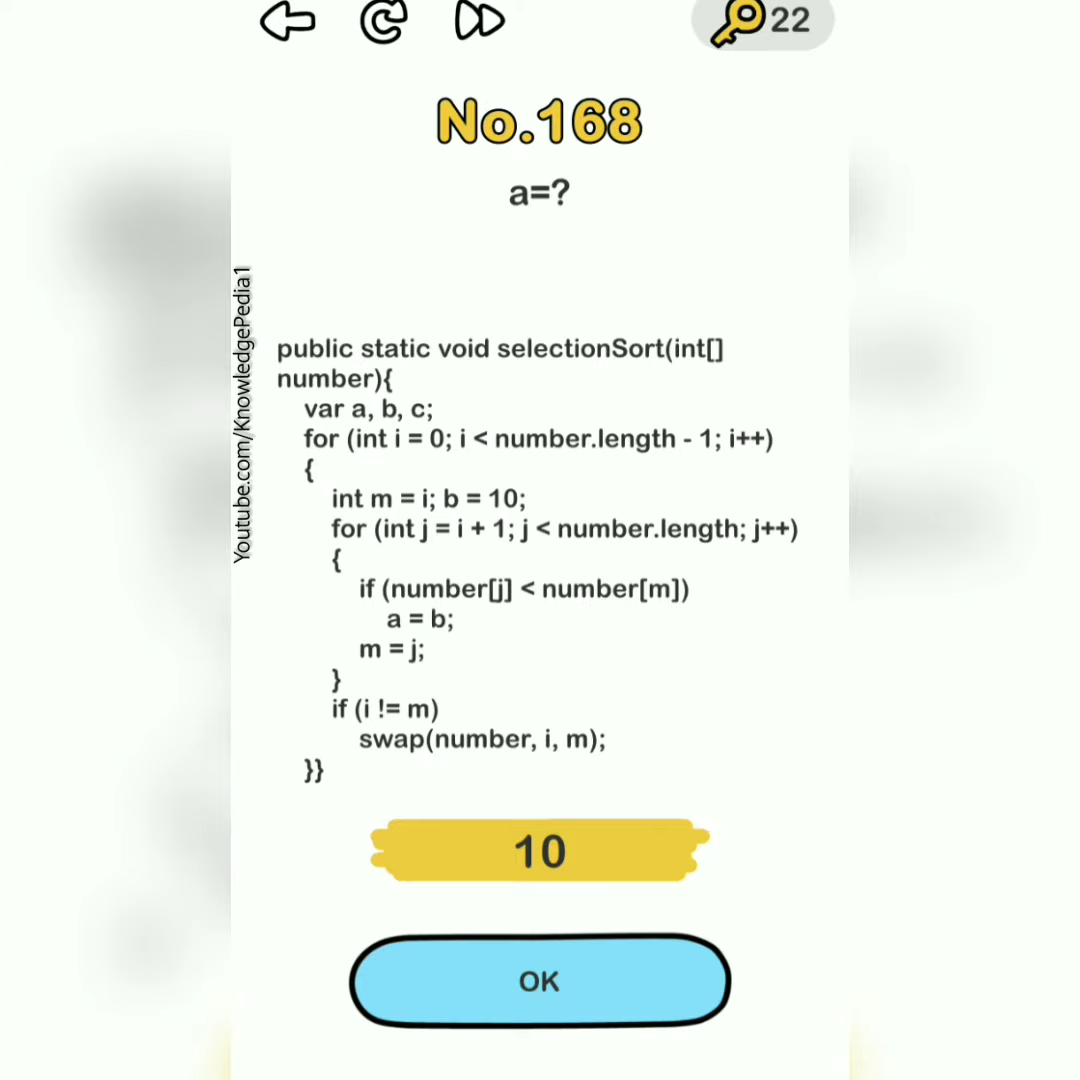 22
No.168
a=?
Youtube.com/KnowledgePedia1
public static void selectionSort(int[]
number){
var a, b, c;
for (int i = 0; i < number.length - 1; i++)
{
int m = i; b = 10;
for (int j = i + 1; j < number.length; j++)
{
if (number[j] < number[m])
a = b;
m = j;
}
if (i != m)
swap(number, i, m);
}}
10
OK